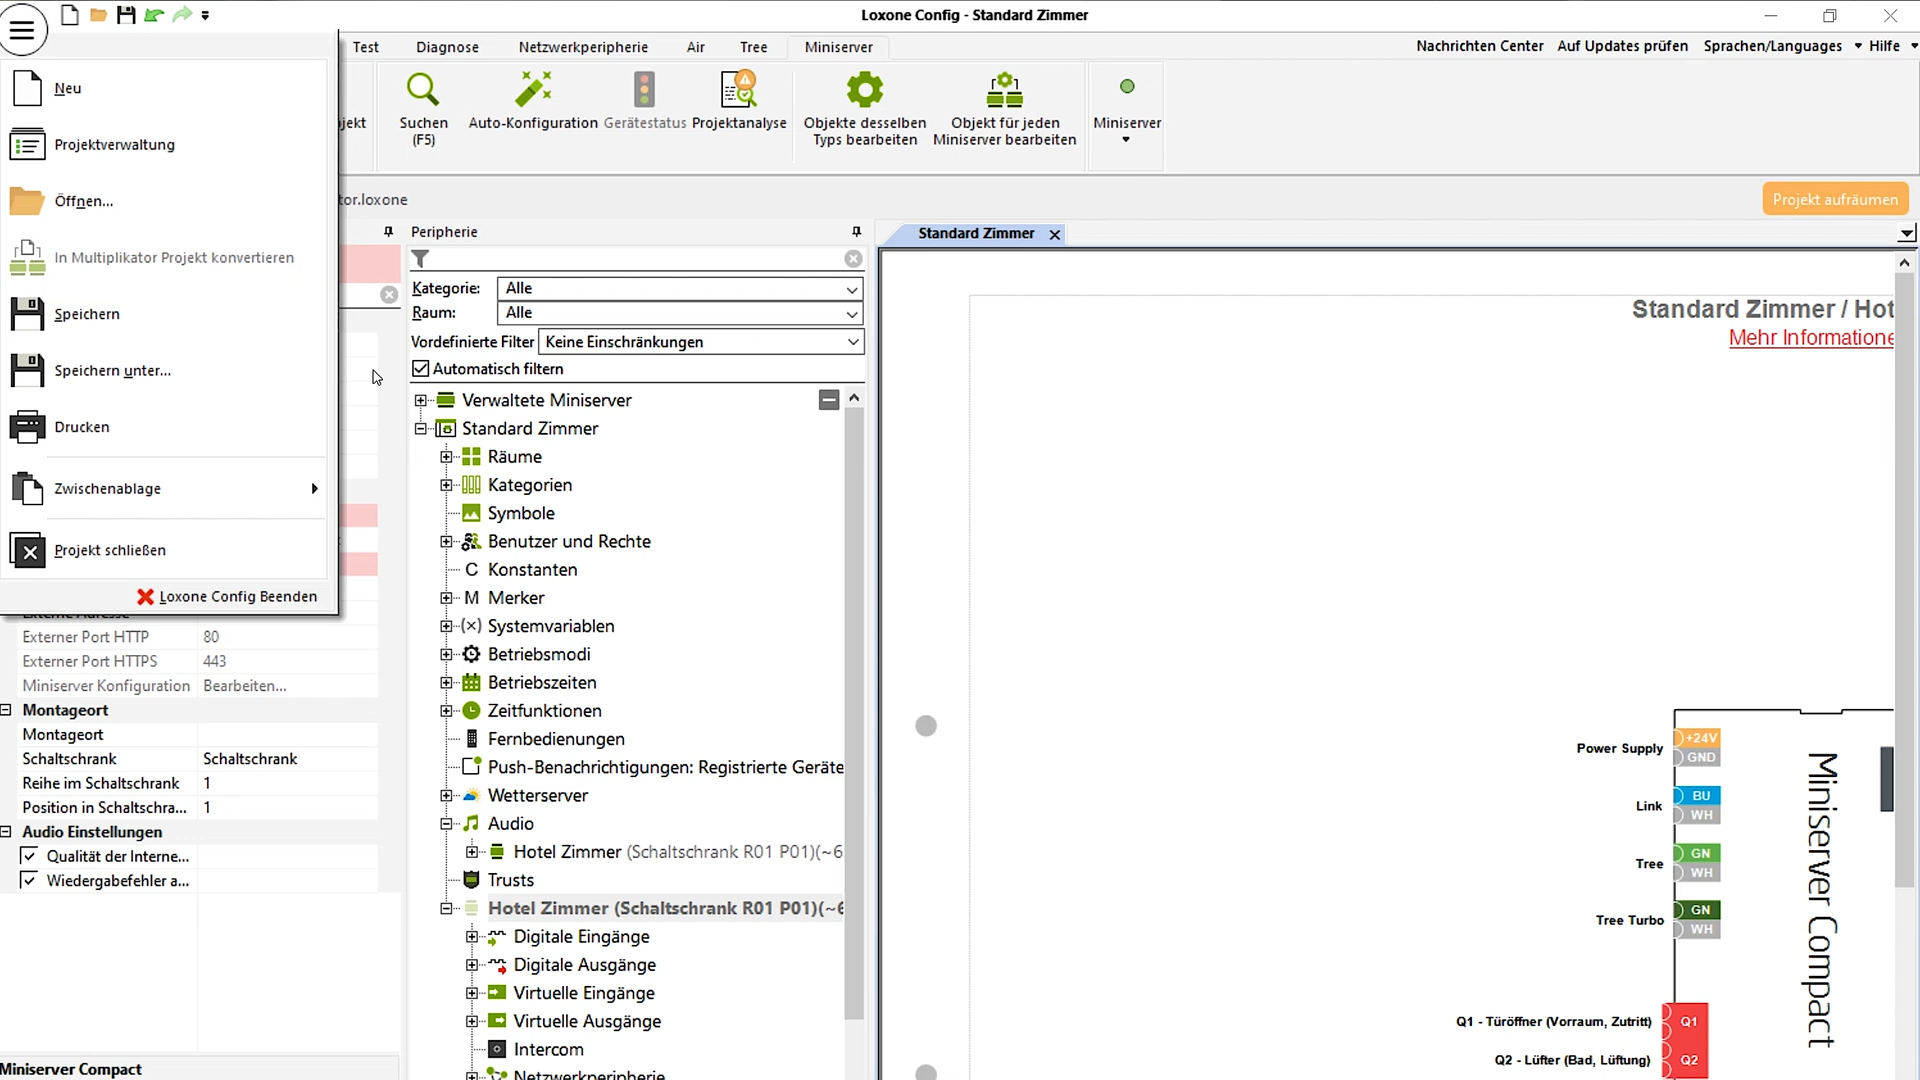 Loxone Config - Standard Zimmer
Test
Diagnose
Netzwerkperipherie
Air
Tree
Miniserver
Nachrichten Center
Auf Updates prüfen
Sprachen/Languages
Hilfe
Neu
Projektverwaltung
Öffnen...
In Multiplikator Projekt konvertieren
Speichern
Speichern unter...
Drucken
Zwischenablage
Projekt schließen
Loxone Config Beenden
jekt
Suchen
(F5)
Auto-Konfiguration
Gerätestatus
Projektanalyse
Objekte desselben
Typs bearbeiten
Objekt für jeden
Miniserver bearbeiten
Miniserver
tor.loxone
Projekt aufräumen
Externer Port HTTP 80
Externer Port HTTPS 443
Miniserver Konfiguration Bearbeiten...
Montageort
Montageort
Schaltschrank Schaltschrank
Reihe im Schaltschrank 1
Position in Schaltschra... 1
Audio Einstellungen
Qualität der Interne...
Wiedergabefehler a...
Miniserver Compact
Peripherie
Kategorie: Alle
Raum: Alle
Vordefinierte Filter Keine Einschränkungen
Automatisch filtern
Verwaltete Miniserver
Standard Zimmer
Räume
Kategorien
Symbole
Benutzer und Rechte
C Konstanten
M Merker
(×) Systemvariablen
Betriebsmodi
Betriebszeiten
Zeitfunktionen
Fernbedienungen
Push-Benachrichtigungen: Registrierte Geräte
Wetterserver
Audio
Hotel Zimmer (Schaltschrank R01 P01)(~6
Trusts
Hotel Zimmer (Schaltschrank R01 P01)(~6
Digitale Eingänge
Digitale Ausgänge
Virtuelle Eingänge
Virtuelle Ausgänge
Intercom
Netzwerkperipherie
Standard Zimmer
Standard Zimmer / Hot
Mehr Informatione
Power Supply
+24V
GND
Link
BU
WH
Tree
GN
WH
Tree Turbo
GN
WH
Miniserver Compact
Q1 - Türöffner (Vorraum, Zutritt) Q1
Q2 - Lüfter (Bad, Lüftung) Q2